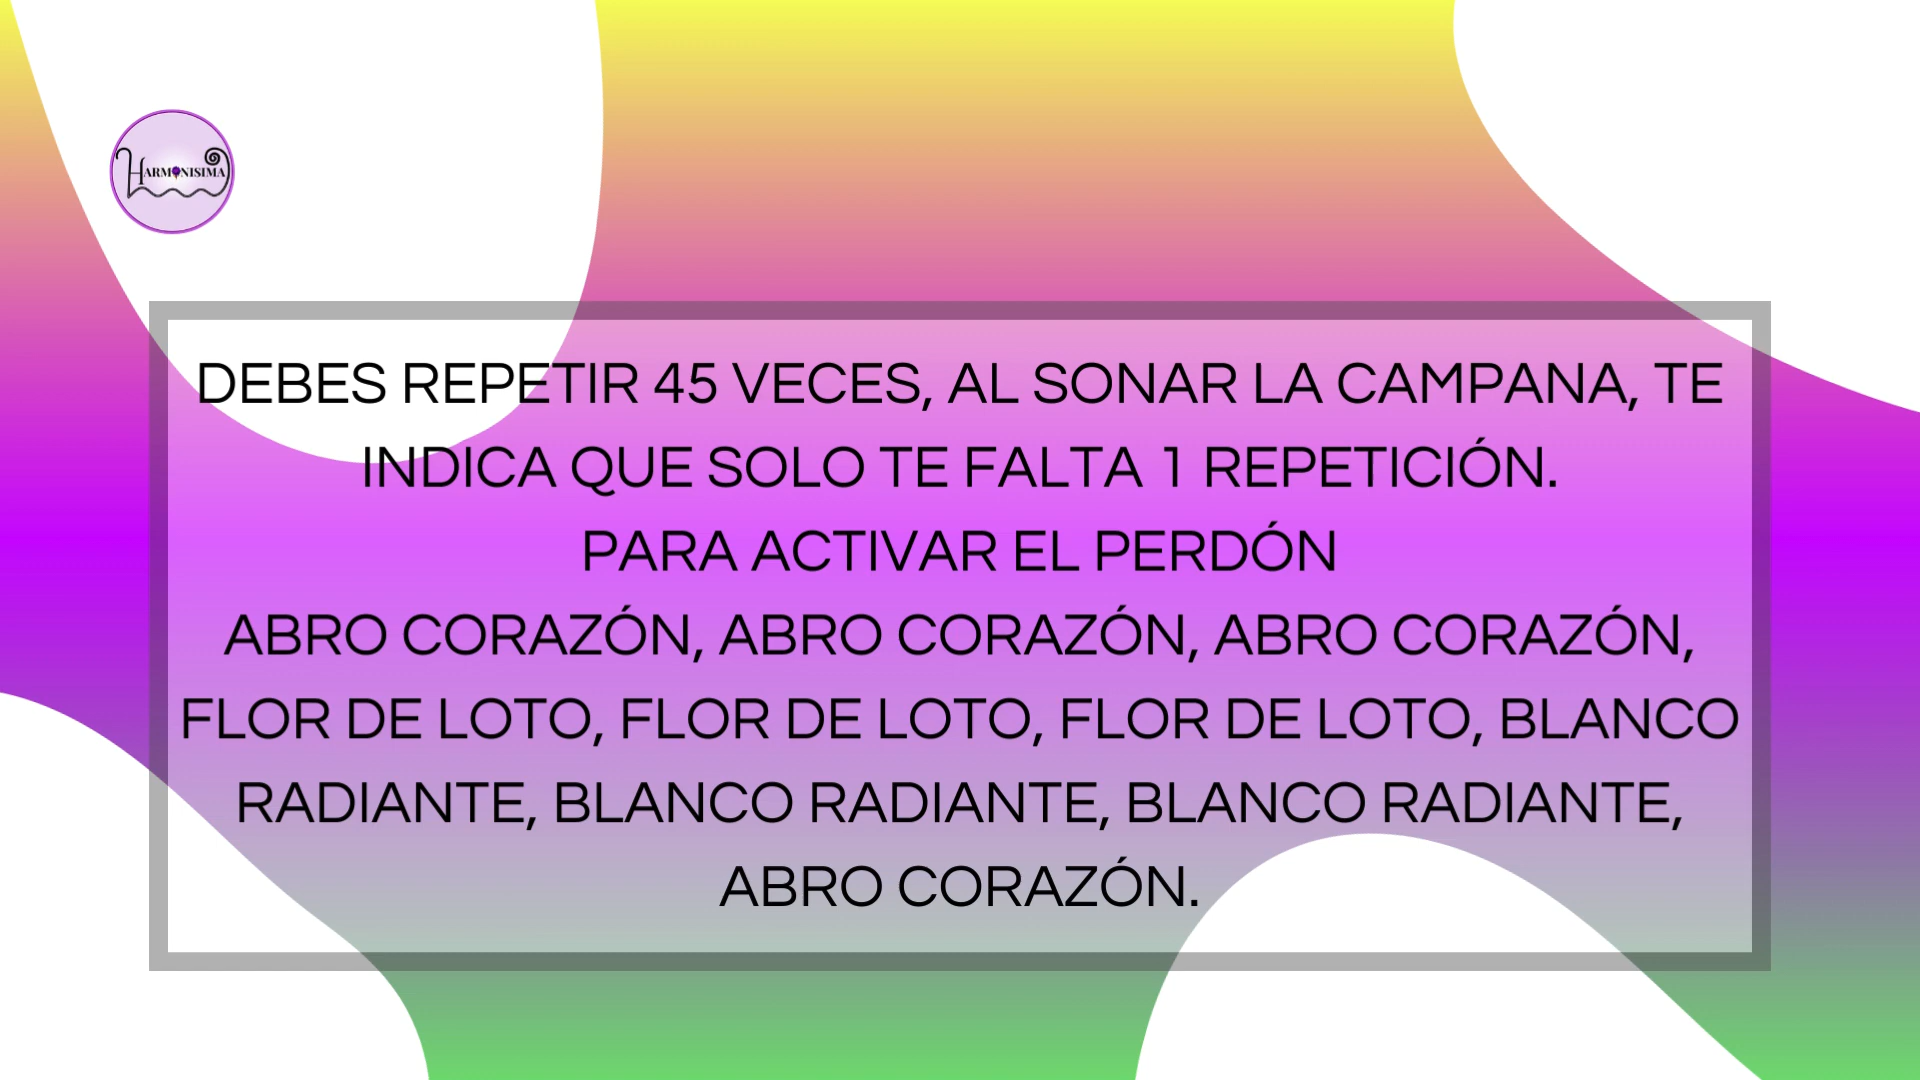 HARMONISIMA
DEBES REPETIR 45 VECES, AL SONAR LA CAMPANA, TE
INDICA QUE SOLO TE FALTA 1 REPETICIÓN.
PARA ACTIVAR EL PERDÓN
ABRO CORAZÓN, ABRO CORAZÓN, ABRO CORAZÓN,
FLOR DE LOTO, FLOR DE LOTO, FLOR DE LOTO, BLANCO
RADIANTE, BLANCO RADIANTE, BLANCO RADIANTE,
ABRO CORAZÓN.